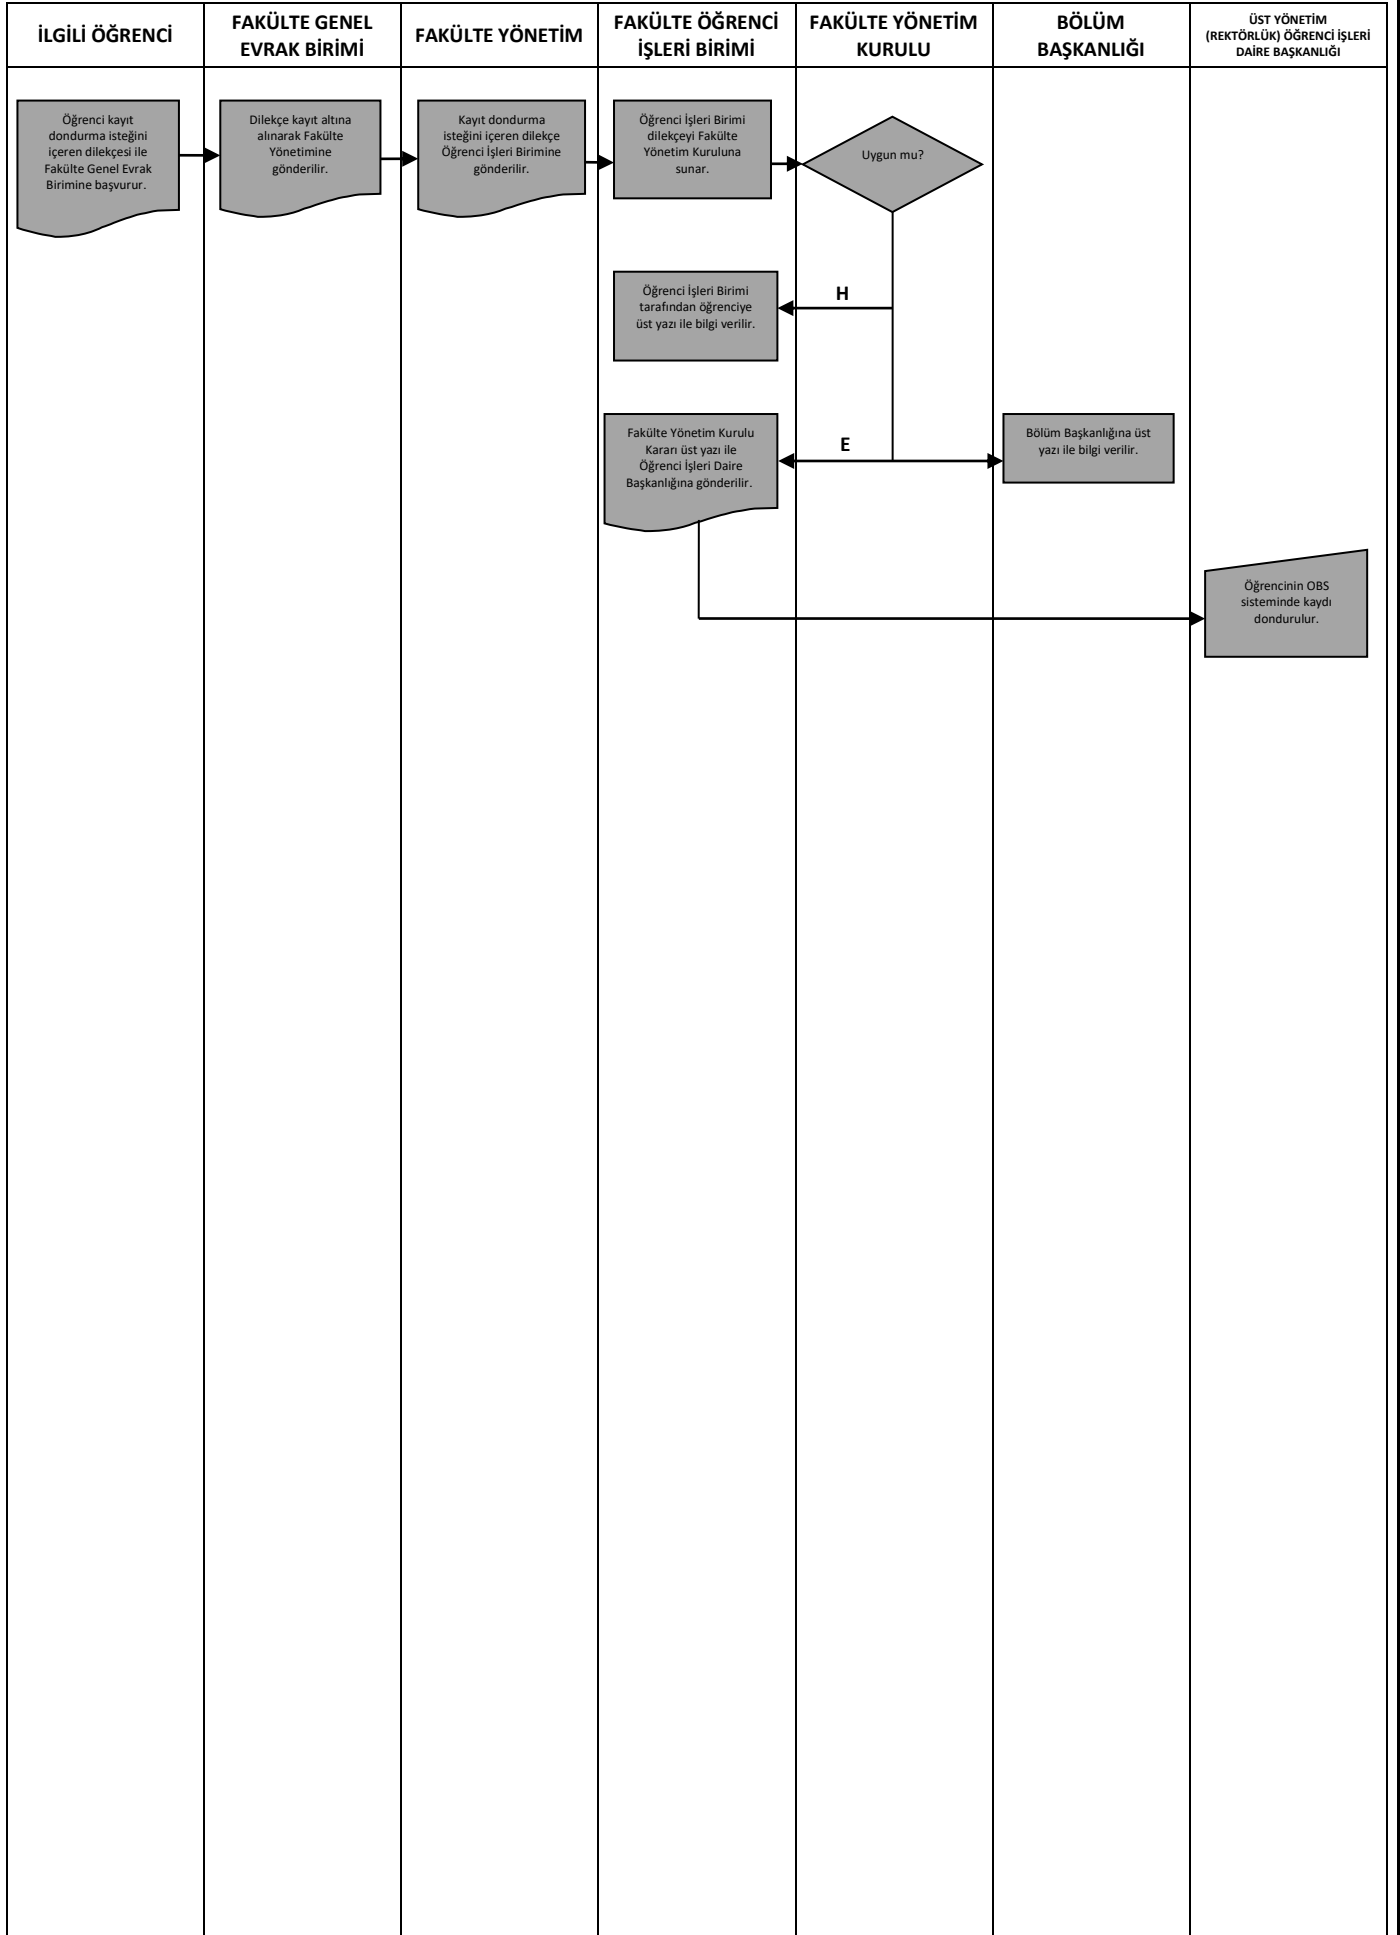 İLGİLİ ÖĞRENCİ
FAKÜLTE GENEL
EVRAK BİRİMİ
FAKÜLTE YÖNETİM
FAKÜLTE ÖĞRENCİ
İŞLERİ BİRİMİ
FAKÜLTE YÖNETİM
KURULU
BÖLÜM
BAŞKANLIĞI
ÜST YÖNETİM
(REKTÖRLÜK) ÖĞRENCİ İŞLERİ
DAİRE BAŞKANLIĞI
Öğrenci kayıt
dondurma isteğini
içeren dilekçesi ile
Fakülte Genel Evrak
Birimine başvurur.
Dilekçe kayıt altına
alınarak Fakülte
Yönetimine
gönderilir.
Kayıt dondurma
isteğini içeren dilekçe
Öğrenci İşleri Birimine
gönderilir.
Öğrenci İşleri Birimi
dilekçeyi Fakülte
Yönetim Kuruluna
sunar.
Uygun mu?
Öğrenci İşleri Birimi
tarafından öğrenciye
üst yazı ile bilgi verilir.
H
Fakülte Yönetim Kurulu
Kararı üst yazı ile
Öğrenci İşleri Daire
Başkanlığına gönderilir.
E
Bölüm Başkanlığına üst
yazı ile bilgi verilir.
Öğrencinin OBS
sisteminde kaydı
dondurulur.